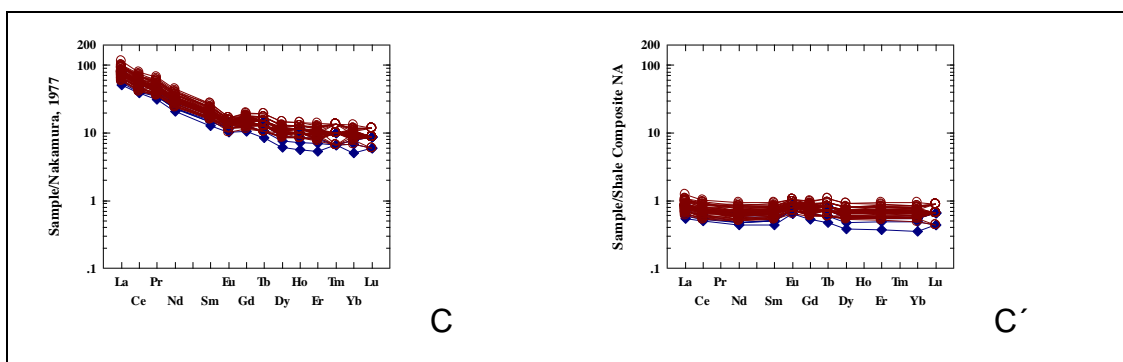 200
100
10
1
.1
Sample/Nakamura, 1977
La Pr Eu Tb Ho Tm Lu
Ce Nd Sm Gd Dy Er Yb
C
200
100
10
1
.1
Sample/Shale Composite NA
La Pr Eu Tb Ho Tm Lu
Ce Nd Sm Gd Dy Er Yb
C´